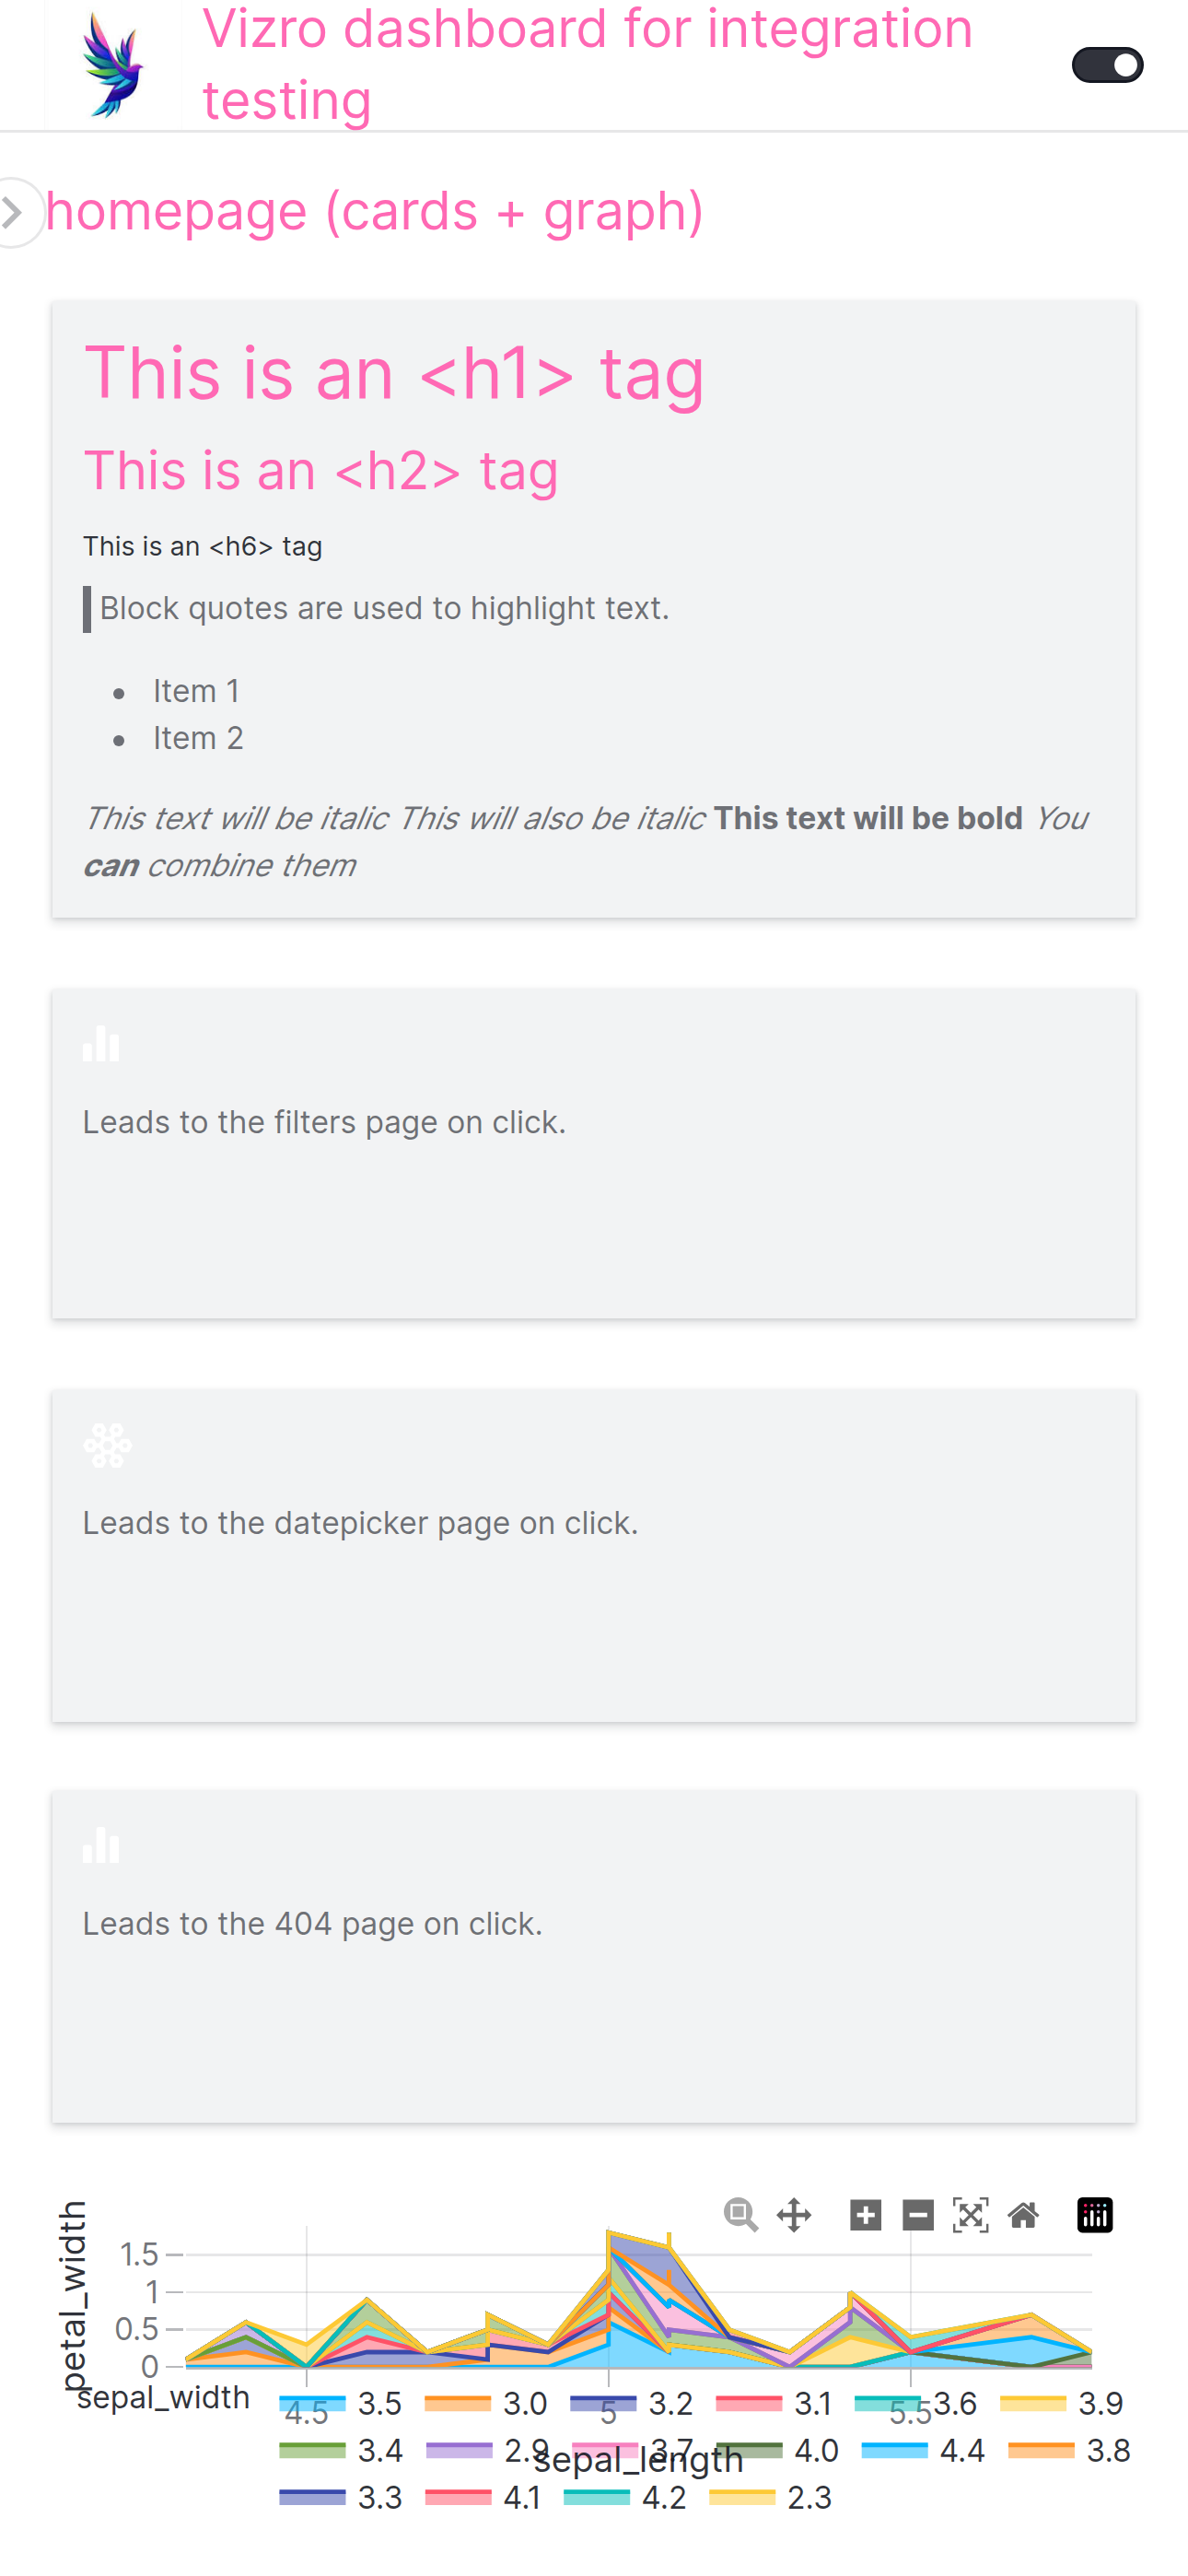 Vizro dashboard for integration
testing
homepage (cards + graph)
This is an <h1> tag
This is an <h2> tag
This is an <h6> tag
Block quotes are used to highlight text.
Item 1
Item 2
This text will be italic This will also be italic This text will be bold You
can combine them
Leads to the filters page on click.
Leads to the datepicker page on click.
Leads to the 404 page on click.
petal_width
1.5
1
0.5
0
4.5 5 5.5
sepal_length
sepal_width 3.5 3.0 3.2 3.1 3.6 3.9
3.4 2.9 3.7 4.0 4.4 3.8
3.3 4.1 4.2 2.3